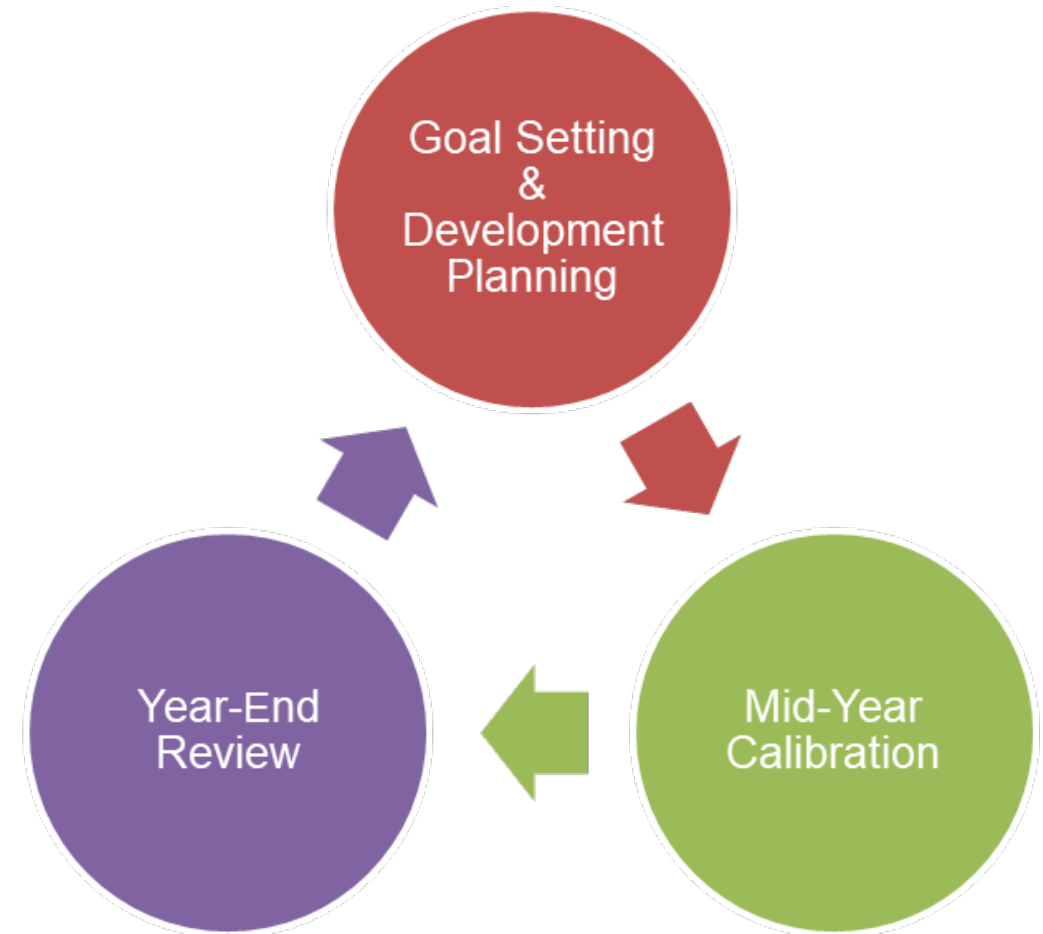 Goal Setting
&
Development
Planning
Mid-Year
Calibration
Year-End
Review